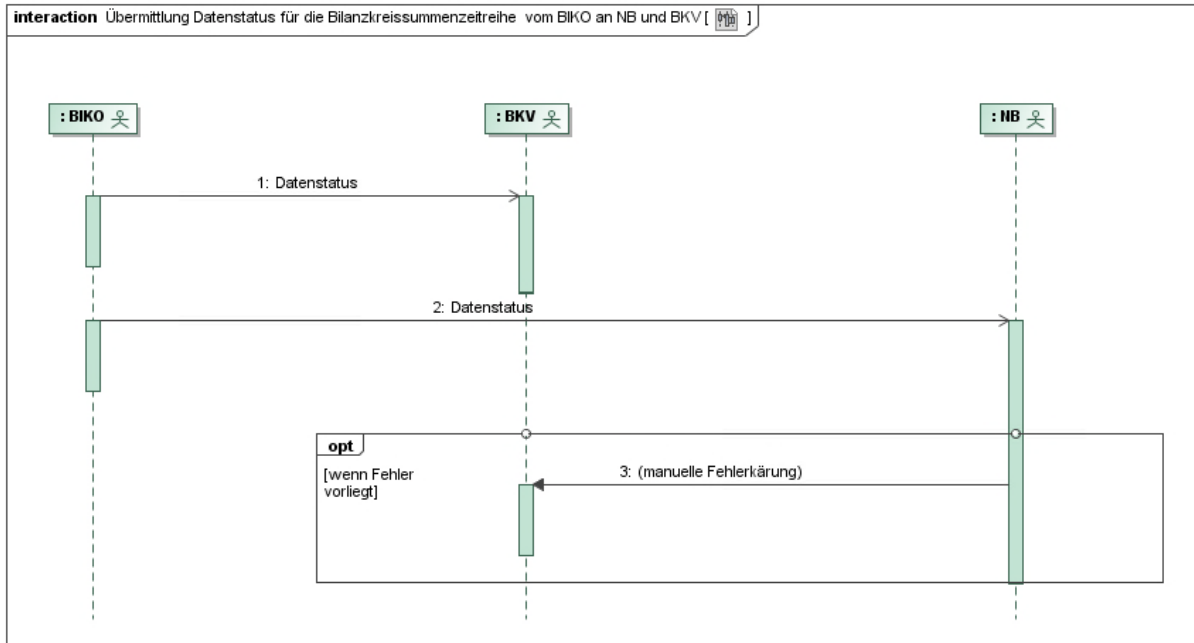 interaction Übermittlung Datenstatus für die Bilanzkreissummenzeitreihe vom BIKO an NB und BKV [ ]
: BIKO
: BKV
: NB
1: Datenstatus
2: Datenstatus
opt
[wenn Fehler
vorliegt]
3: (manuelle Fehlerkärung)